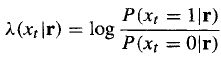 λ(x_t|r) = log P(x_t = 1|r) / P(x_t = 0|r)